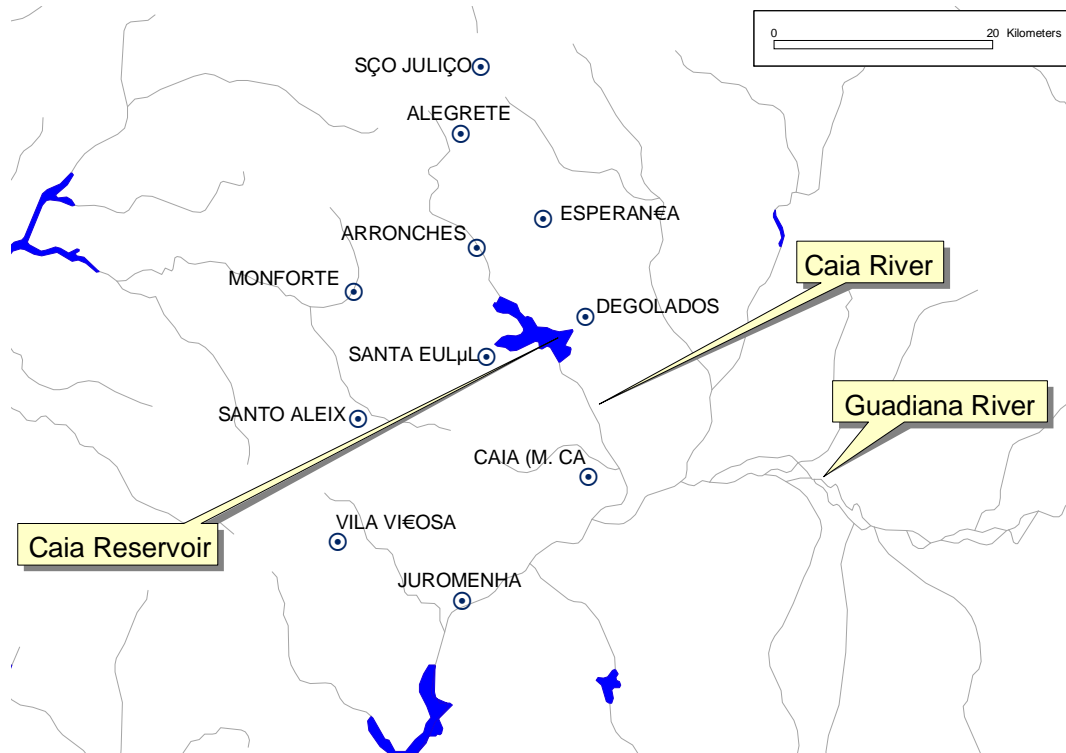 0 20 Kilometers
SÇO JULIÇO
ALEGRETE
ESPERAN€A
ARRONCHES
Caia River
MONFORTE
DEGOLADOS
SANTA EULµL
Guadiana River
SANTO ALEIX
CAIA (M. CA
VILA VI€OSA
Caia Reservoir
JUROMENHA